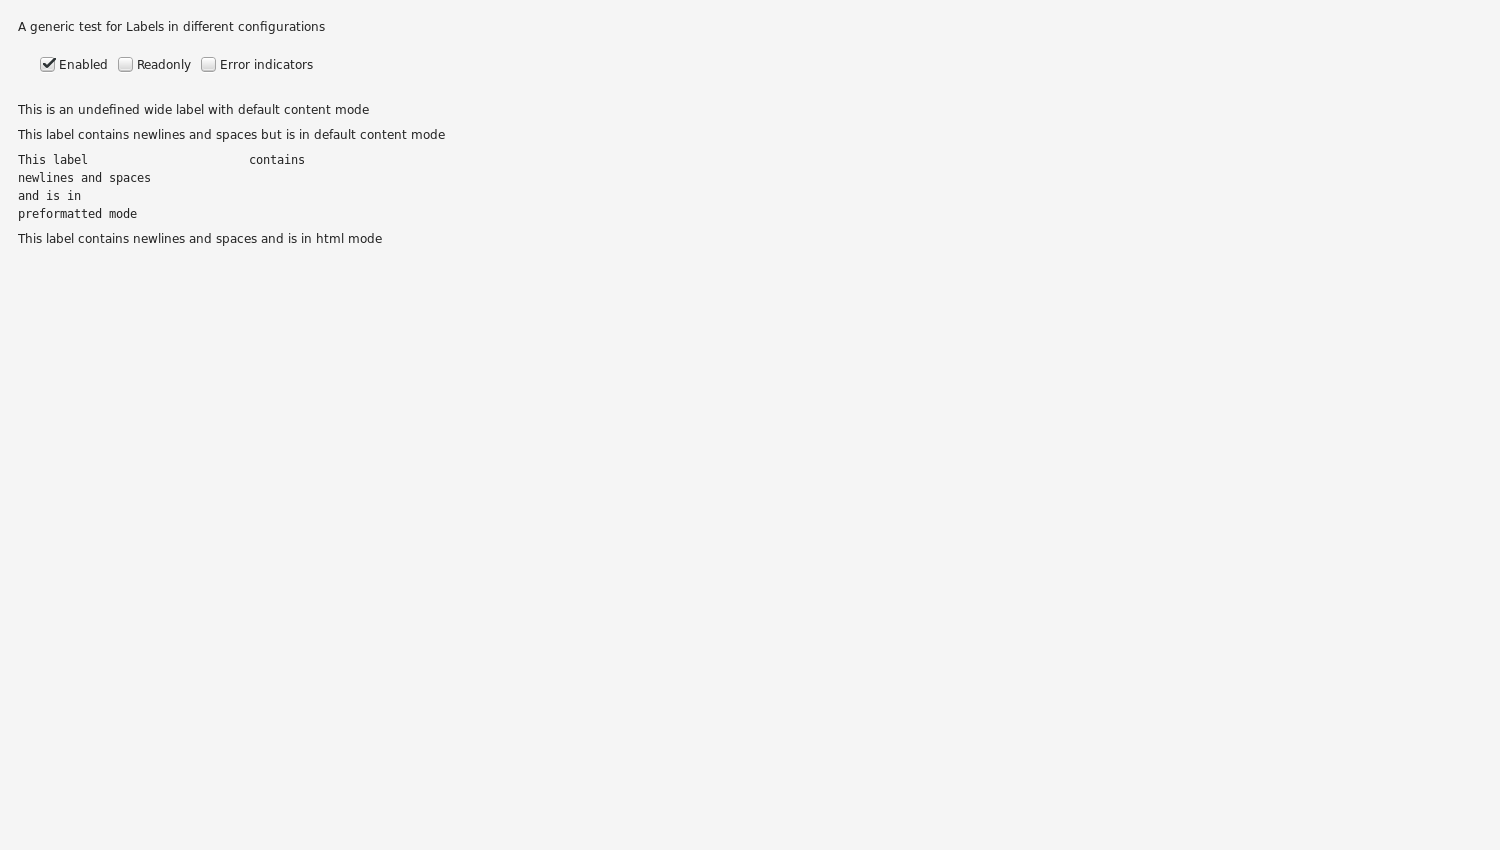 A generic test for Labels in different configurations
Enabled Readonly Error indicators
This is an undefined wide label with default content mode
This label contains newlines and spaces but is in default content mode
This label                       contains
newlines and spaces
and is in
preformatted mode
This label contains newlines and spaces and is in html mode